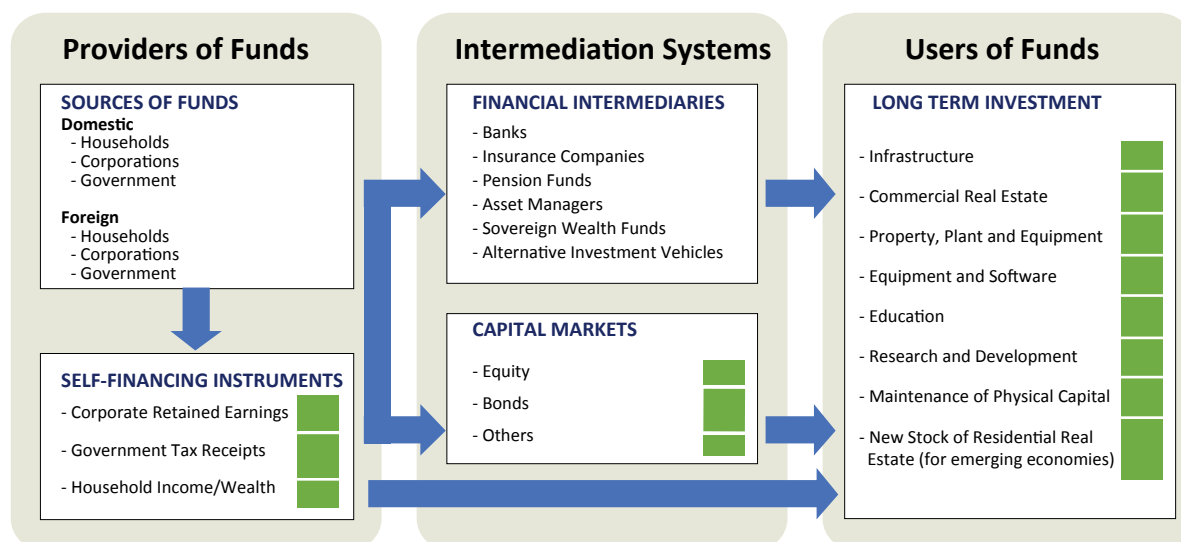 Providers of Funds
SOURCES OF FUNDS
Domestic
- Households
- Corporations
- Government
Foreign
- Households
- Corporations
- Government
SELF-FINANCING INSTRUMENTS
- Corporate Retained Earnings
- Government Tax Receipts
- Household Income/Wealth
Intermediation Systems
FINANCIAL INTERMEDIARIES
- Banks
- Insurance Companies
- Pension Funds
- Asset Managers
- Sovereign Wealth Funds
- Alternative Investment Vehicles
CAPITAL MARKETS
- Equity
- Bonds
- Others
Users of Funds
LONG TERM INVESTMENT
- Infrastructure
- Commercial Real Estate
- Property, Plant and Equipment
- Equipment and Software
- Education
- Research and Development
- Maintenance of Physical Capital
- New Stock of Residential Real
Estate (for emerging economies)